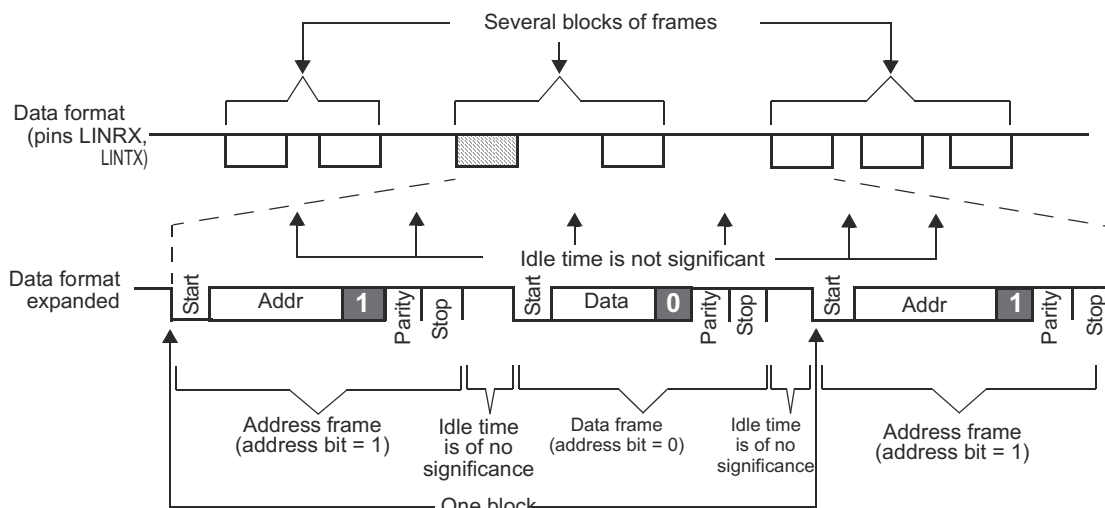 Several blocks of frames
Data format
(pins LINRX,
LINTX)
Idle time is not significant
Data format
expanded
Start
Addr
1
Parity
Stop
Start
Data
0
Parity
Stop
Start
Addr
1
Parity
Stop
Address frame
(address bit = 1)
Idle time
is of no
significance
Data frame
(address bit = 0)
Idle time
is of no
significance
Address frame
(address bit = 1)
One block